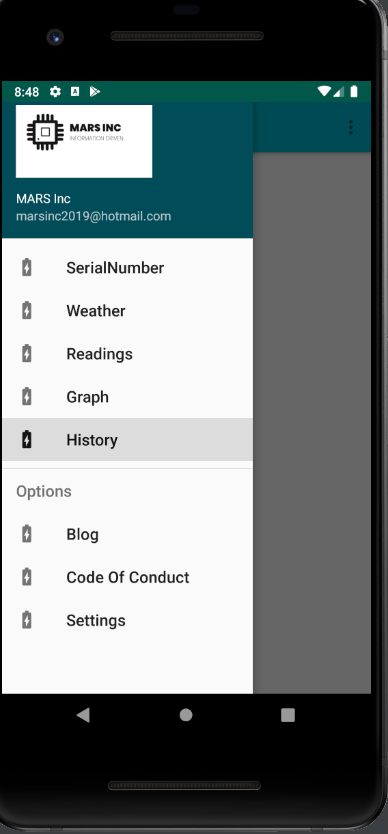 8:48
MARS INC
INFORMATION DRIVEN
MARS Inc
marsinc2019@hotmail.com
SerialNumber
Weather
Readings
Graph
History
Options
Blog
Code Of Conduct
Settings